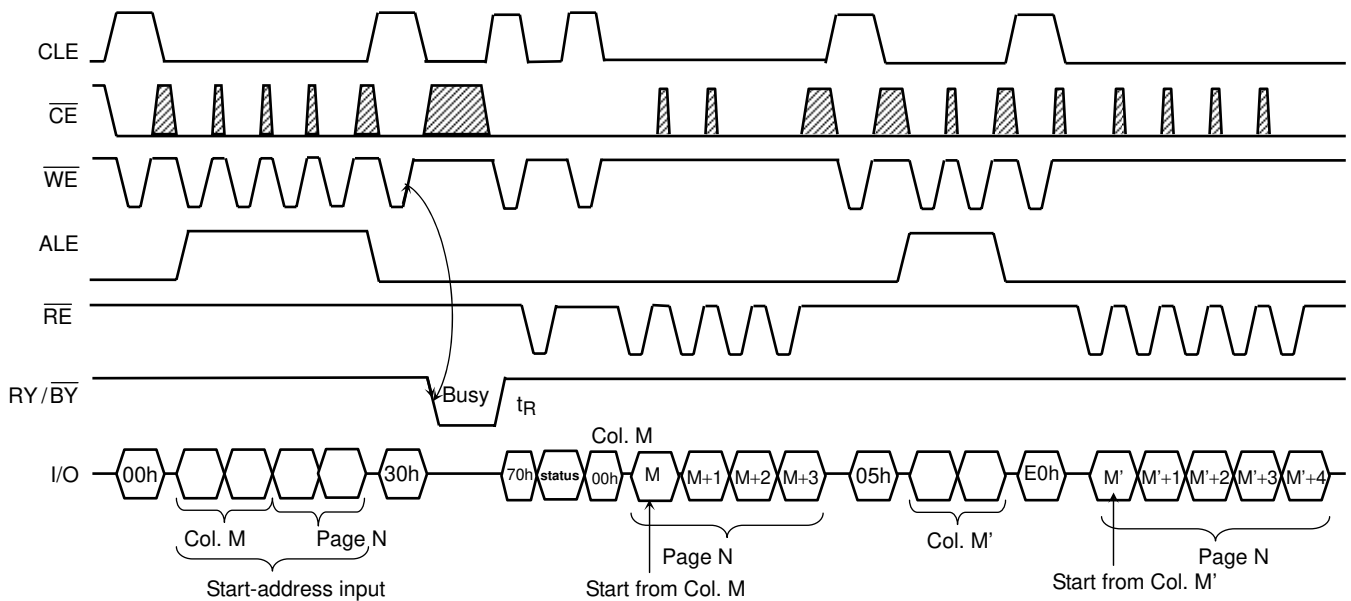 CLE
CE
WE
ALE
RE
RY/BY
Busy
tR
Col. M
I/O
00h
30h
70h
status
00h
M
M+1
M+2
M+3
05h
E0h
M'
M'+1
M'+2
M'+3
M'+4
Col. M
Page N
Page N
Col. M'
Page N
Start-address input
Start from Col. M
Start from Col. M'